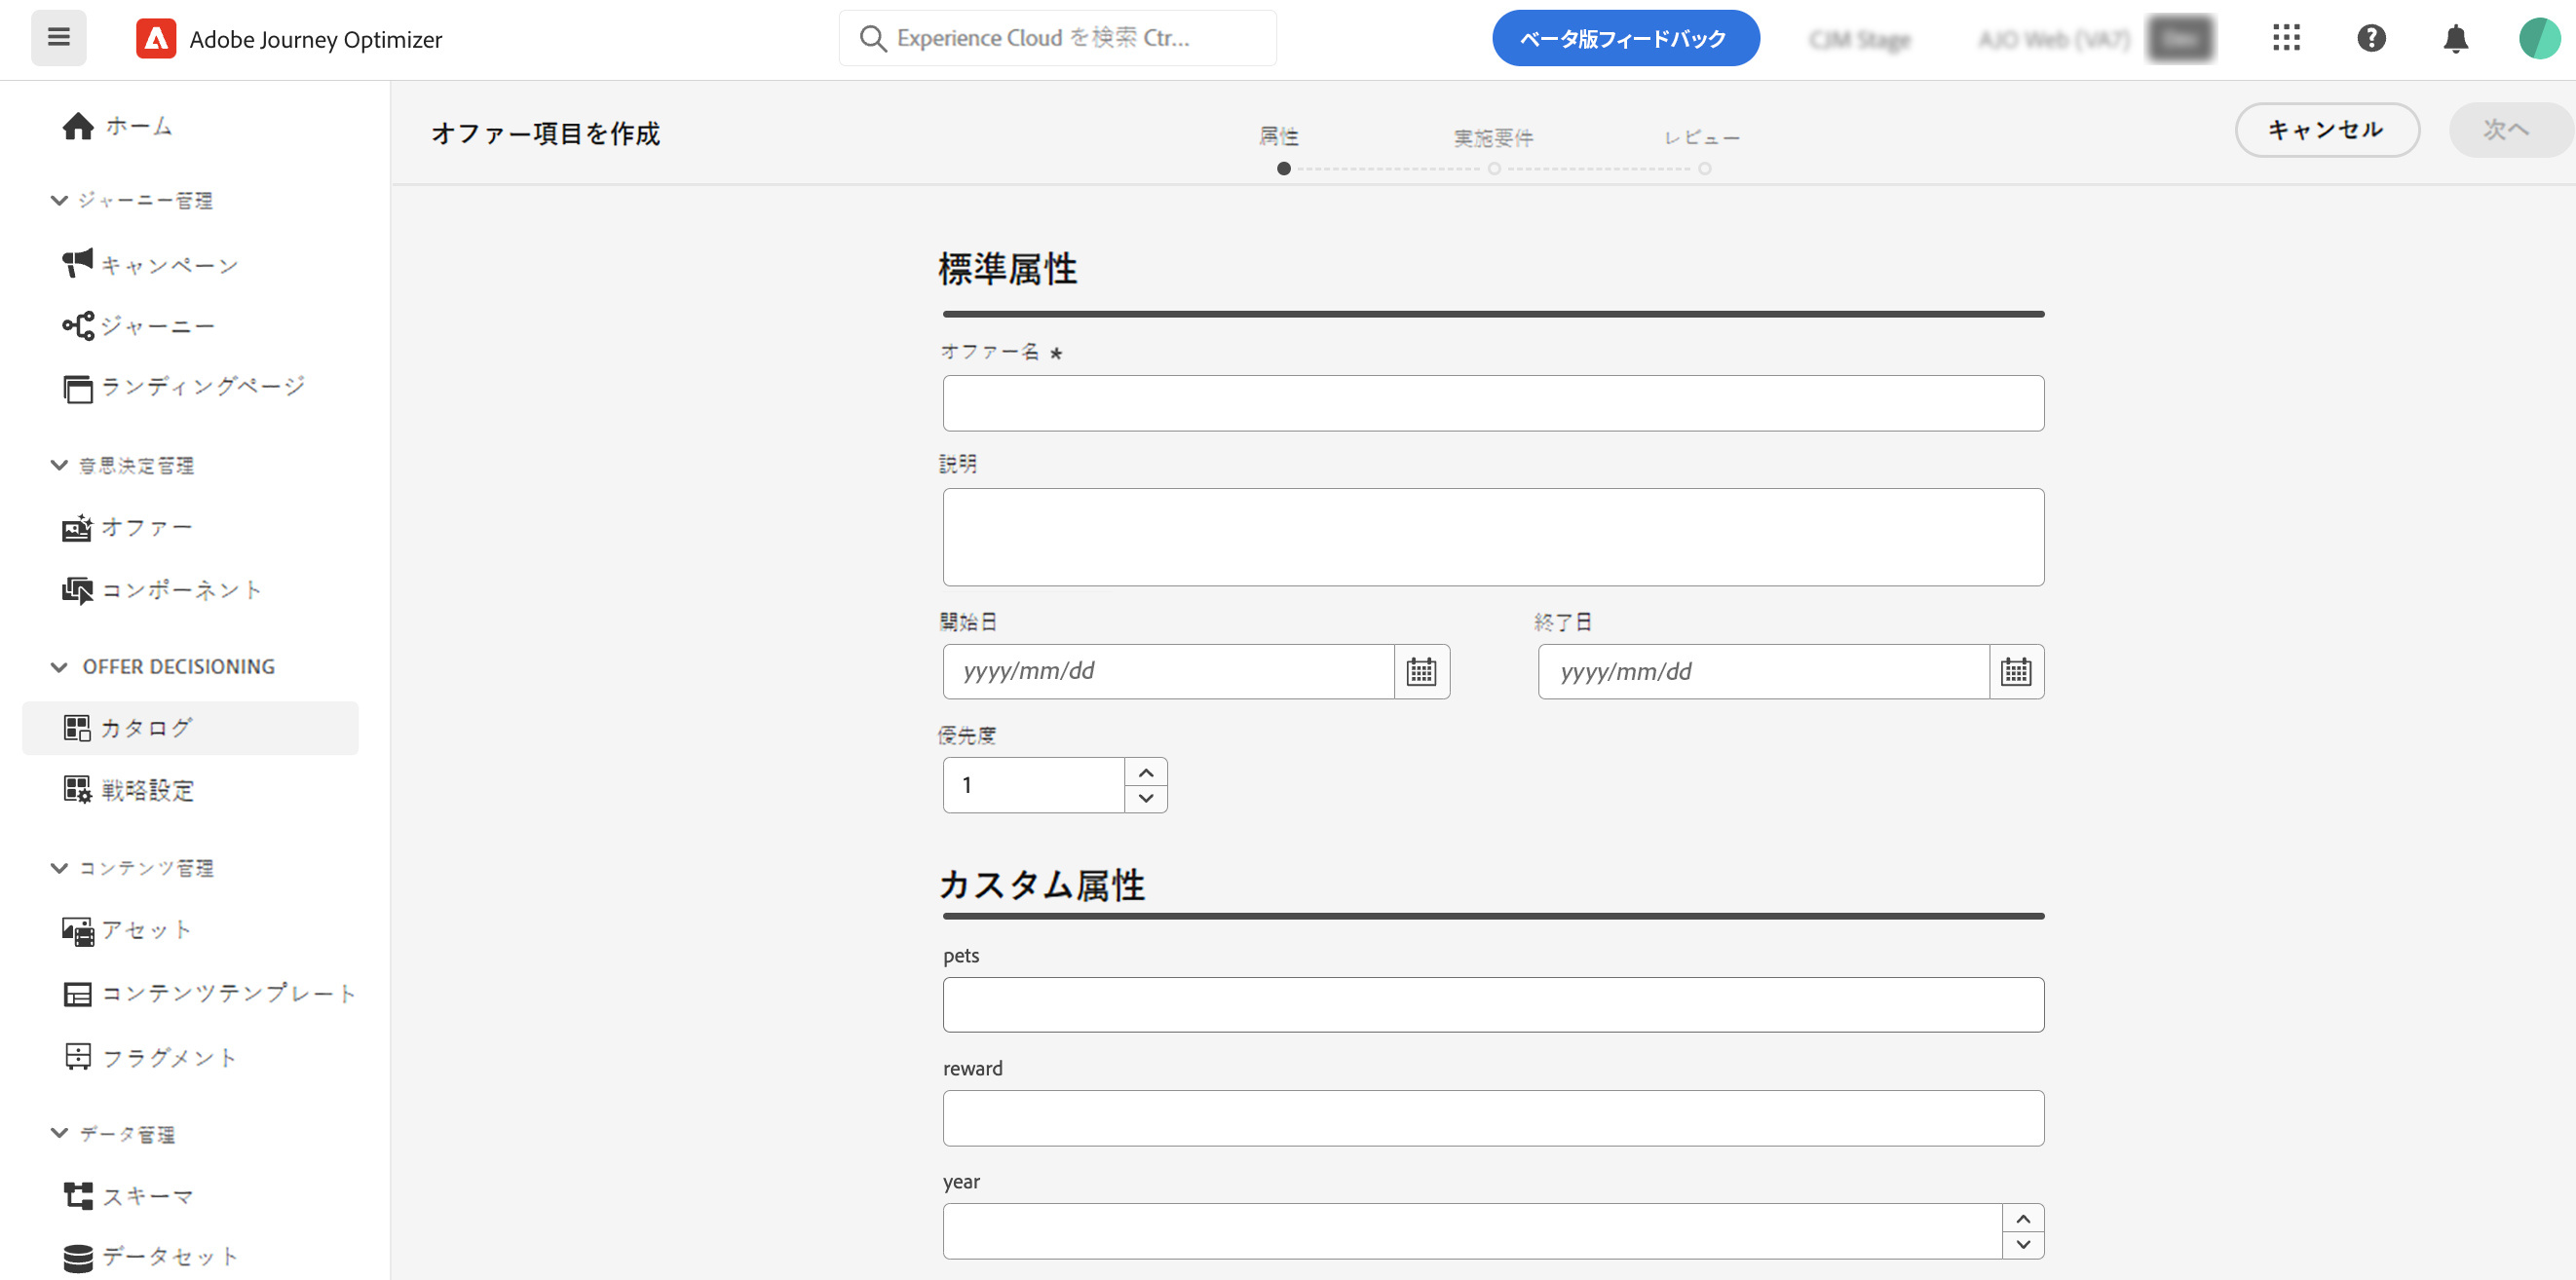 Adobe Journey Optimizer
Experience Cloud を検索 Ctr...
ベータ版フィードバック
CJM Stage
AJO Web (VA7)
ホーム
ジャーニー管理
キャンペーン
ジャーニー
ランディングページ
意思決定管理
オファー
コンポーネント
OFFER DECISIONING
カタログ
戦略設定
コンテンツ管理
アセット
コンテンツテンプレート
フラグメント
データ管理
スキーマ
データセット
オファー項目を作成
属性
実施要件
レビュー
キャンセル
次へ
標準属性
オファー名 *
説明
開始日
終了日
yyyy/mm/dd
yyyy/mm/dd
優先度
1
カスタム属性
pets
reward
year